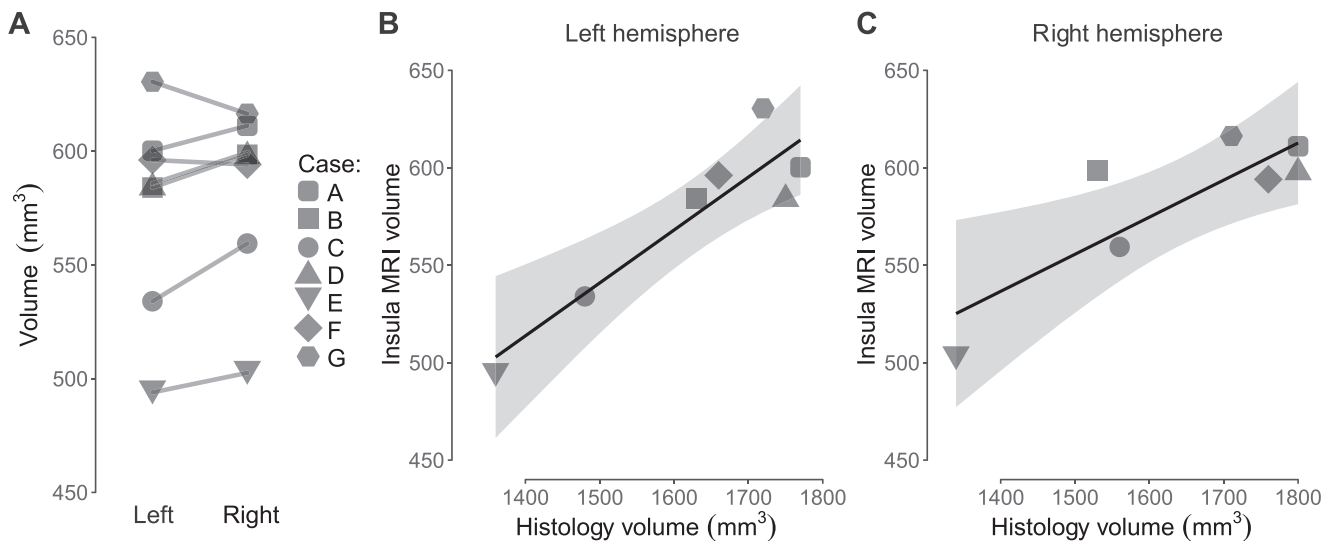 A
650
600
550
500
450
Volume (mm³)
Left Right
Case:
A
B
C
D
E
F
G
B
Left hemisphere
650
600
550
500
450
Insula MRI volume
1400 1500 1600 1700 1800
Histology volume (mm³)
C
Right hemisphere
650
600
550
500
450
Insula MRI volume
1400 1500 1600 1700 1800
Histology volume (mm³)